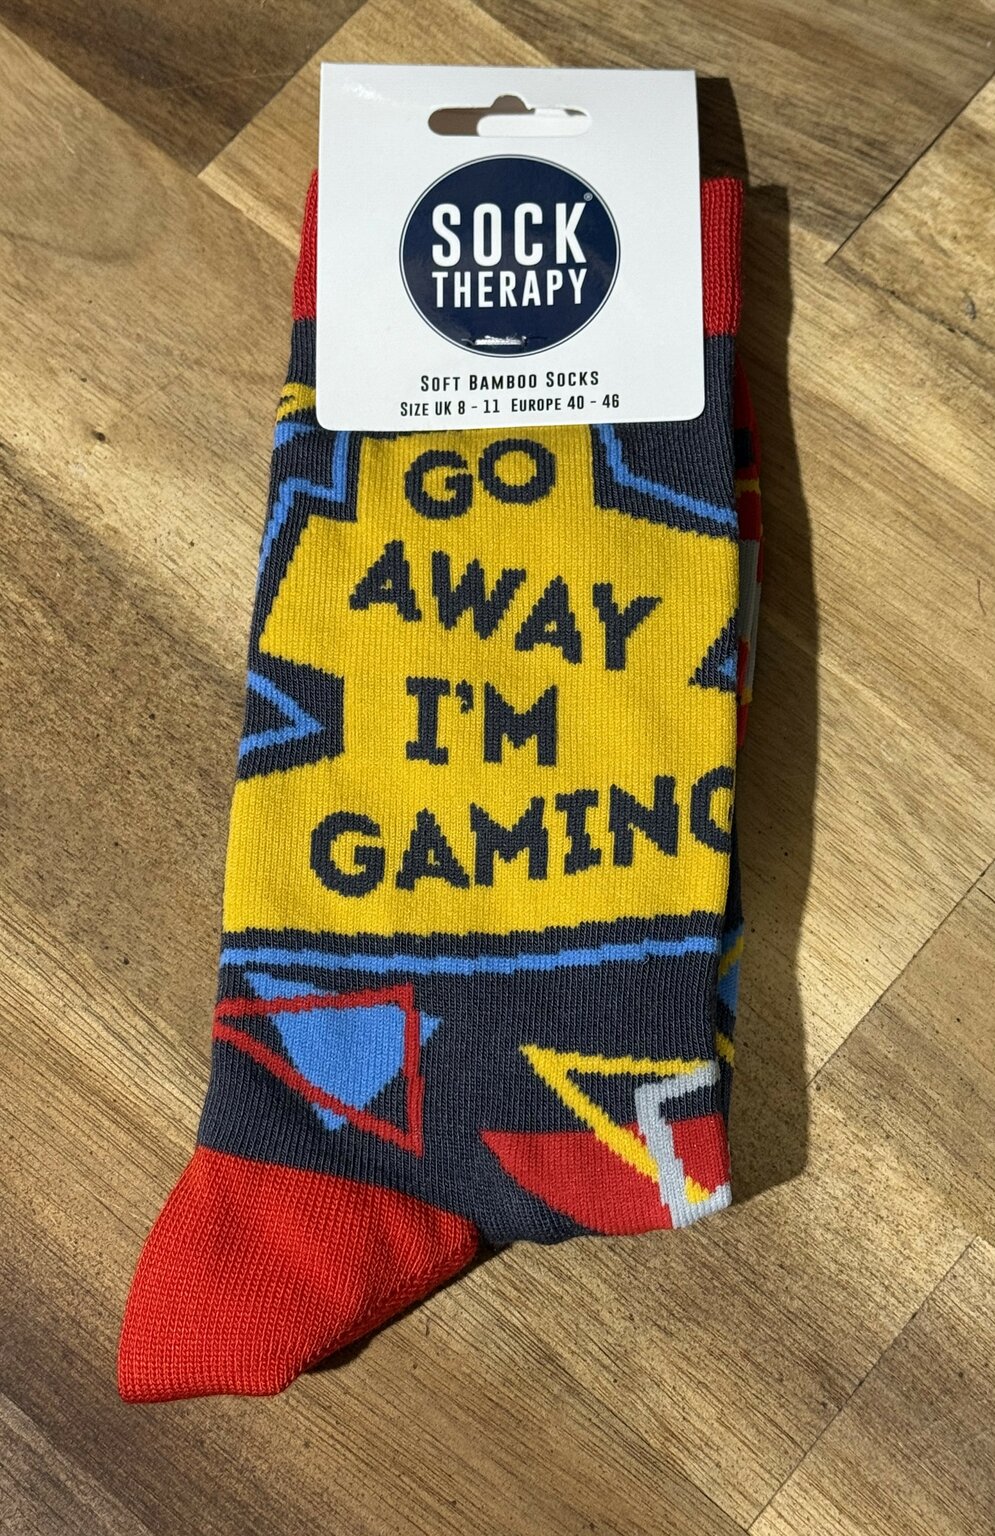 SOCK®
THERAPY
SOFT BAMBOO SOCKS
SIZE UK 8 - 11 EUROPE 40 - 46
GO
AWAY
I'M
GAMING